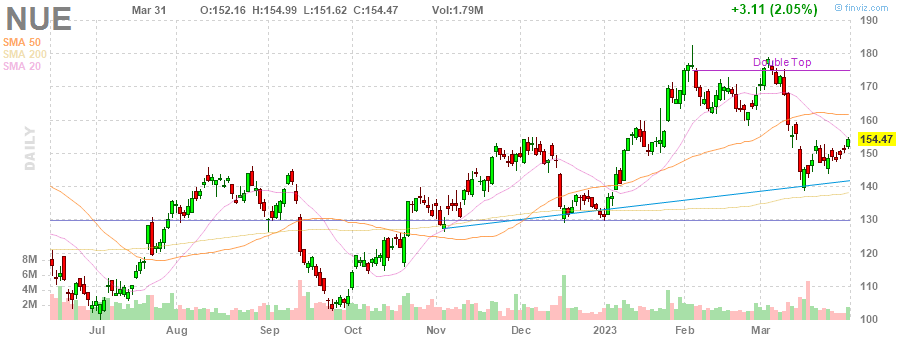 NUE Mar 31 O:152.16 H:154.99 L:151.62 C:154.47 Vol:1.79M +3.11 (2.05%) finviz.com
190
SMA 50
SMA 200
SMA 20
180
Double Top
170
160
154.47
DAILY
150
140
130
120
8M
6M
110
4M
2M
100
Jul Aug Sep Oct Nov Dec 2023 Feb Mar